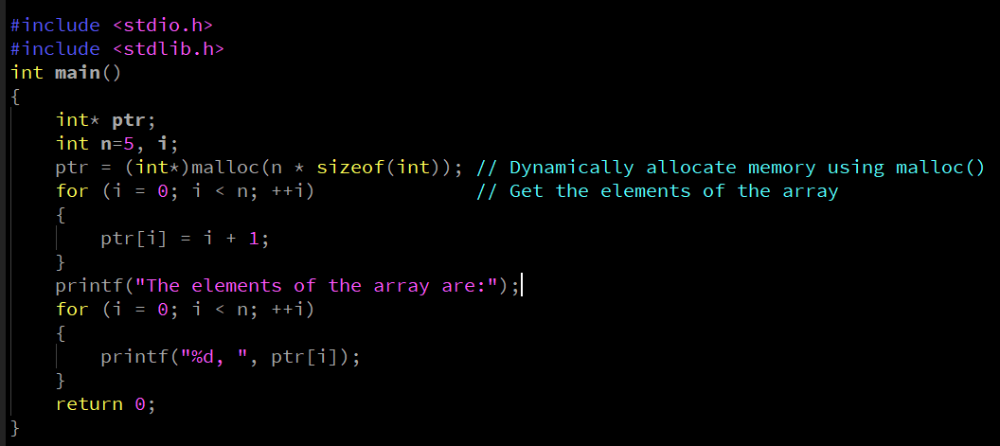 #include <stdio.h>
#include <stdlib.h>
int main()
{
    int* ptr;
    int n=5, i;
    ptr = (int*)malloc(n * sizeof(int)); // Dynamically allocate memory using malloc()
    for (i = 0; i < n; ++i)              // Get the elements of the array
    {
        ptr[i] = i + 1;
    }
    printf("The elements of the array are:");
    for (i = 0; i < n; ++i)
    {
        printf("%d, ", ptr[i]);
    }
    return 0;
}